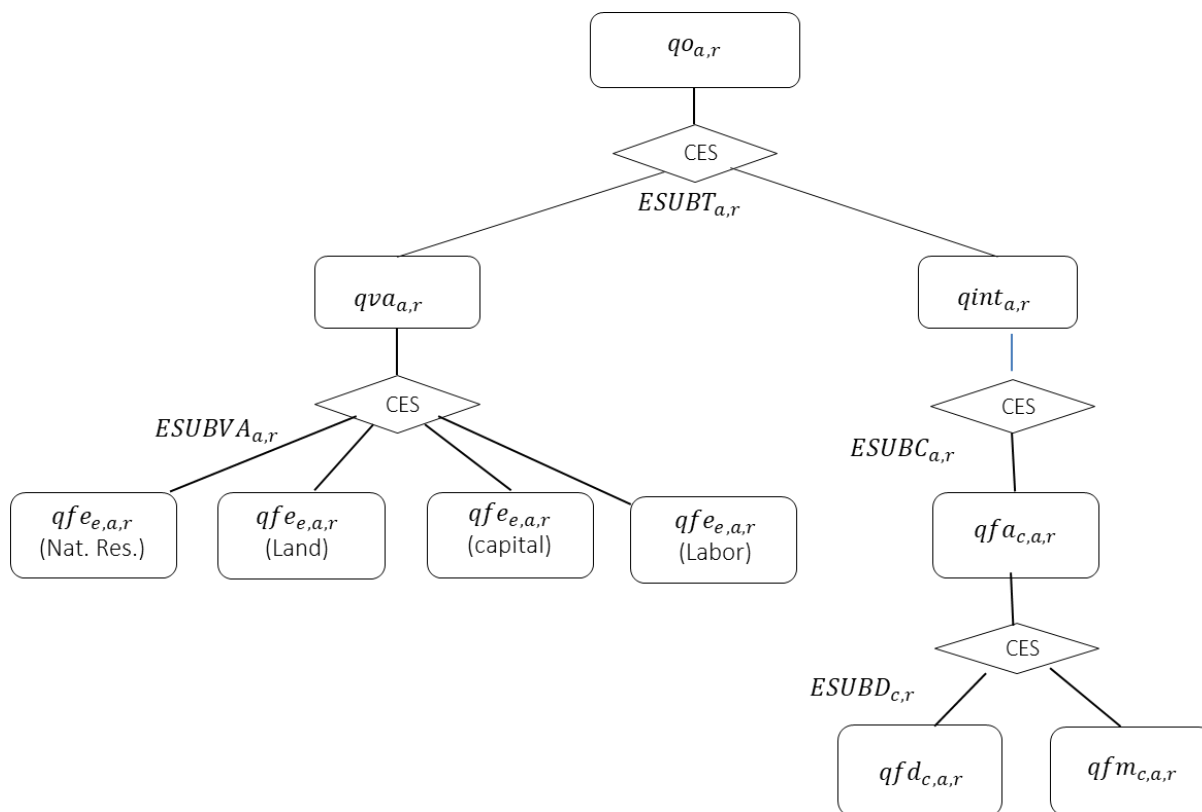 qo_{a,r}
CES
ESUBT_{a,r}
qva_{a,r}
qint_{a,r}
CES
CES
ESUBVA_{a,r}
ESUBC_{a,r}
qfe_{e,a,r}
(Nat. Res.)
qfe_{e,a,r}
(Land)
qfe_{e,a,r}
(capital)
qfe_{e,a,r}
(Labor)
qfa_{c,a,r}
CES
ESUBD_{c,r}
qfd_{c,a,r}
qfm_{c,a,r}